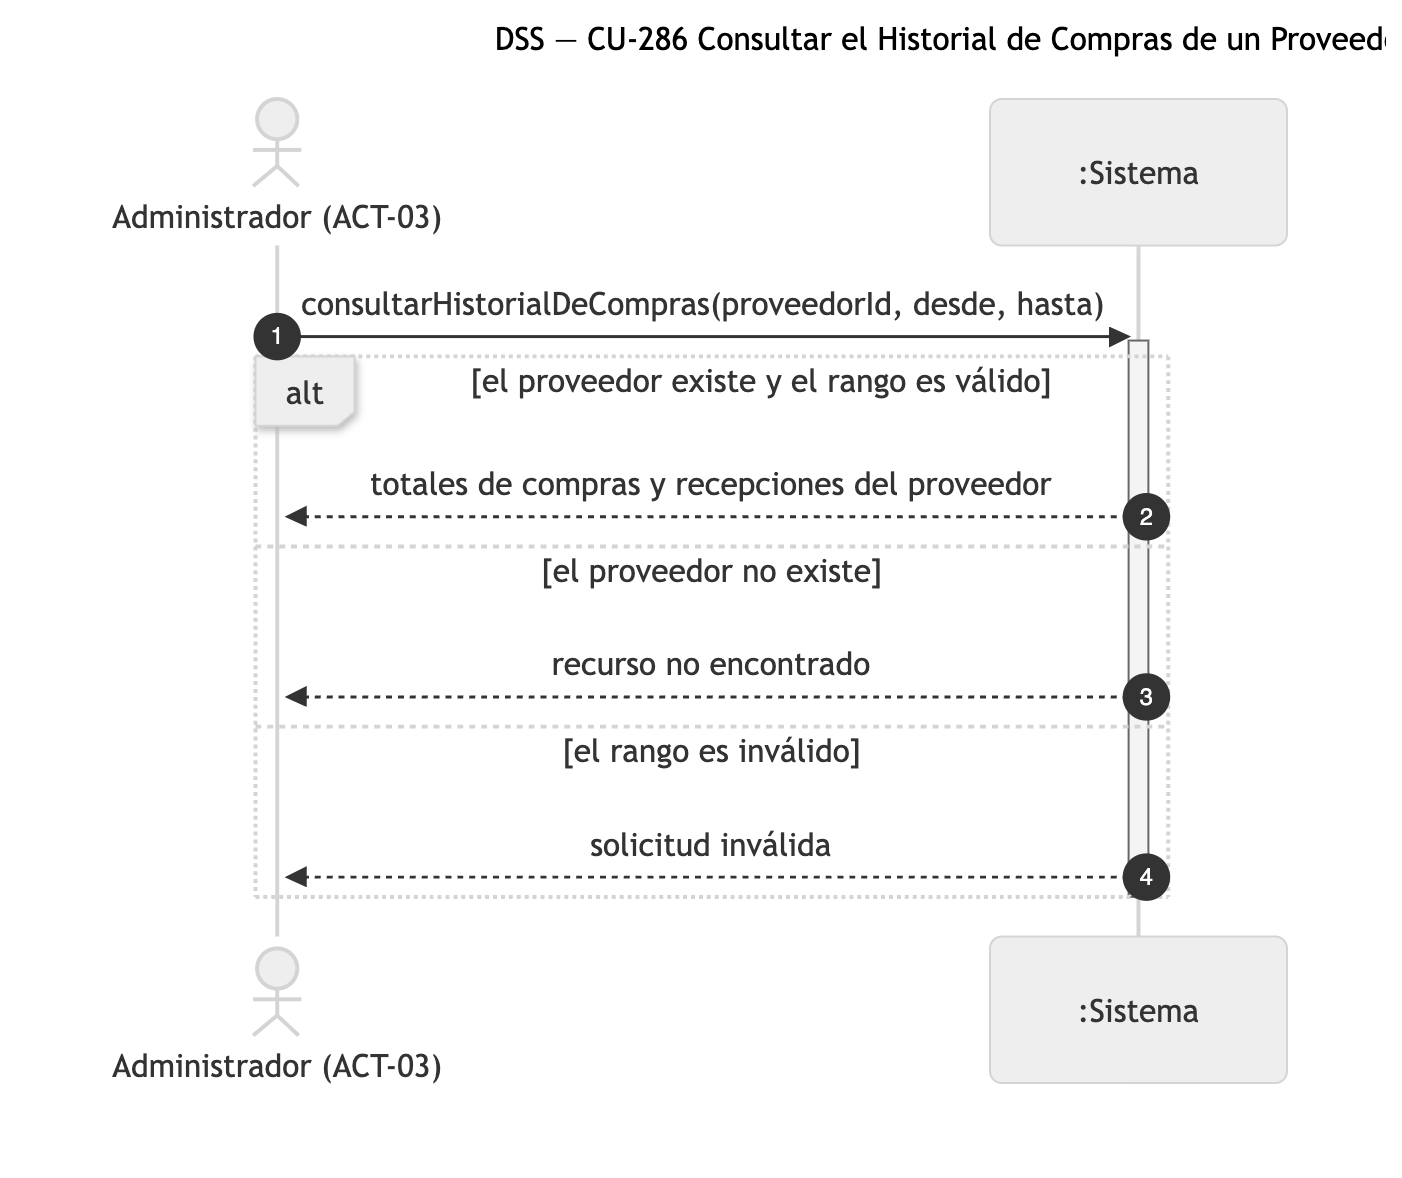 DSS — CU-286 Consultar el Historial de Compras de un
Administrador (ACT-03)
:Sistema
consultarHistorialDeCompras(proveedorId, desde, hasta)
1
alt
[el proveedor existe y el rango es válido]
totales de compras y recepciones del proveedor
2
[el proveedor no existe]
recurso no encontrado
3
[el rango es inválido]
solicitud inválida
4
Administrador (ACT-03)
:Sistema